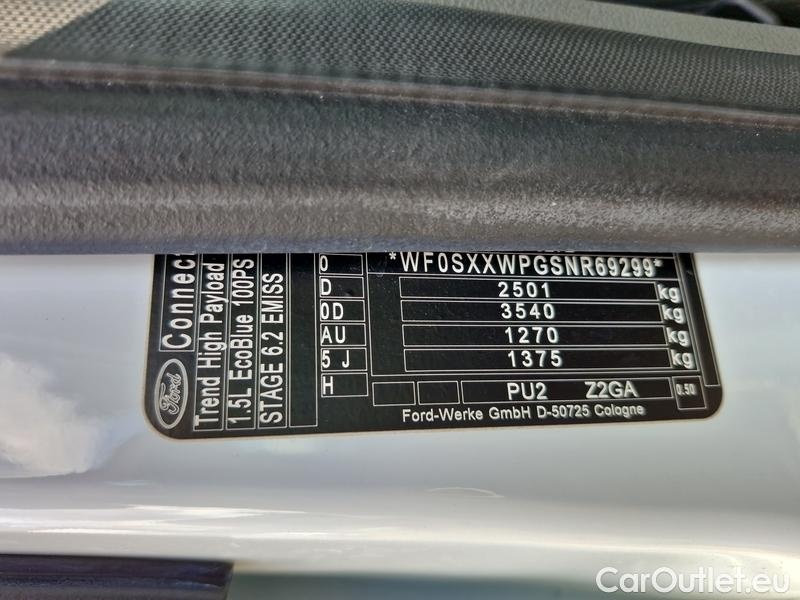 Ford
Connect
Trend High Payload
1.5L EcoBlue 100PS
STAGE 6.2 EMISS
0
D
0D
AU
5 J
H
*WF0SXXWPGSNR69299*
2501 kg
3540 kg
1270 kg
1375 kg
PU2 Z2GA 0.50
Ford-Werke GmbH D-50725 Cologne
CarOutlet.eu